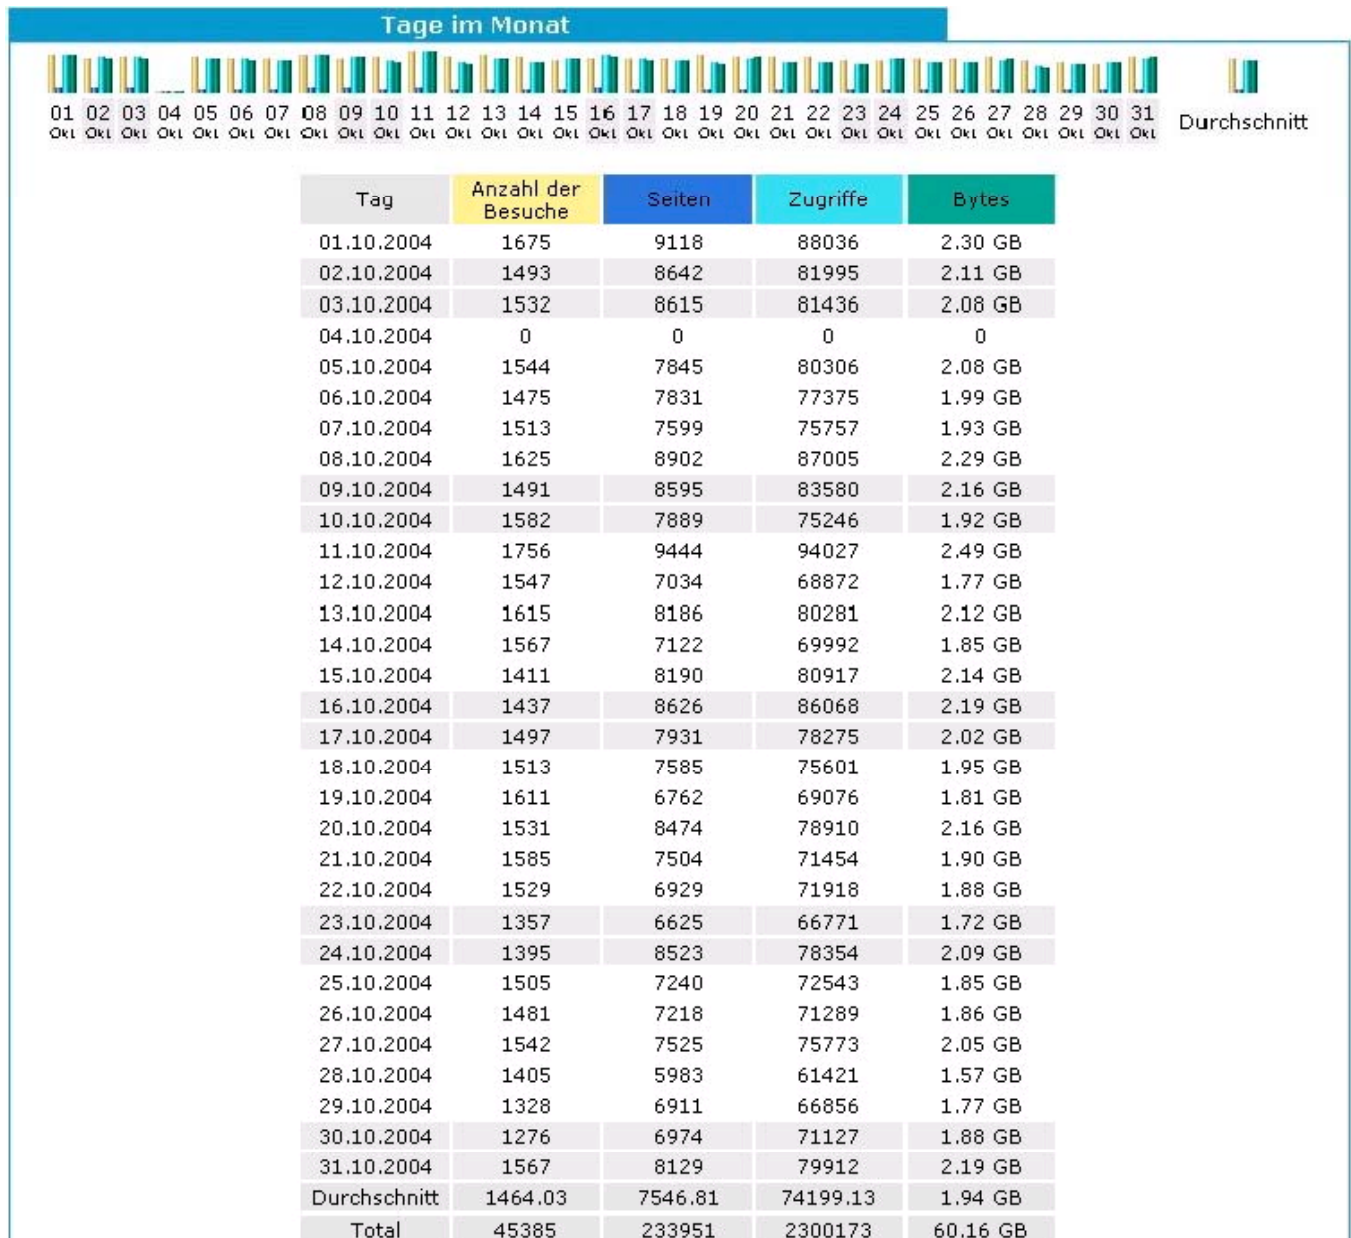 Tage im Monat
01 02 03 04 05 06 07 08 09 10 11 12 13 14 15 16 17 18 19 20 21 22 23 24 25 26 27 28 29 30 31
Okt Okt Okt Okt Okt Okt Okt Okt Okt Okt Okt Okt Okt Okt Okt Okt Okt Okt Okt Okt Okt Okt Okt Okt Okt Okt Okt Okt Okt Okt Okt
Durchschnitt
Tag Anzahl der Besuche Seiten Zugriffe Bytes
01.10.2004 1675 9118 88036 2.30 GB
02.10.2004 1493 8642 81995 2.11 GB
03.10.2004 1532 8615 81436 2.08 GB
04.10.2004 0 0 0 0
05.10.2004 1544 7845 80306 2.08 GB
06.10.2004 1475 7831 77375 1.99 GB
07.10.2004 1513 7599 75757 1.93 GB
08.10.2004 1625 8902 87005 2.29 GB
09.10.2004 1491 8595 83580 2.16 GB
10.10.2004 1582 7889 75246 1.92 GB
11.10.2004 1756 9444 94027 2.49 GB
12.10.2004 1547 7034 68872 1.77 GB
13.10.2004 1615 8186 80281 2.12 GB
14.10.2004 1567 7122 69992 1.85 GB
15.10.2004 1411 8190 80917 2.14 GB
16.10.2004 1437 8626 86068 2.19 GB
17.10.2004 1497 7931 78275 2.02 GB
18.10.2004 1513 7585 75601 1.95 GB
19.10.2004 1611 6762 69076 1.81 GB
20.10.2004 1531 8474 78910 2.16 GB
21.10.2004 1585 7504 71454 1.90 GB
22.10.2004 1529 6929 71918 1.88 GB
23.10.2004 1357 6625 66771 1.72 GB
24.10.2004 1395 8523 78354 2.09 GB
25.10.2004 1505 7240 72543 1.85 GB
26.10.2004 1481 7218 71289 1.86 GB
27.10.2004 1542 7525 75773 2.05 GB
28.10.2004 1405 5983 61421 1.57 GB
29.10.2004 1328 6911 66856 1.77 GB
30.10.2004 1276 6974 71127 1.88 GB
31.10.2004 1567 8129 79912 2.19 GB
Durchschnitt 1464.03 7546.81 74199.13 1.94 GB
Total 45385 233951 2300173 60.16 GB